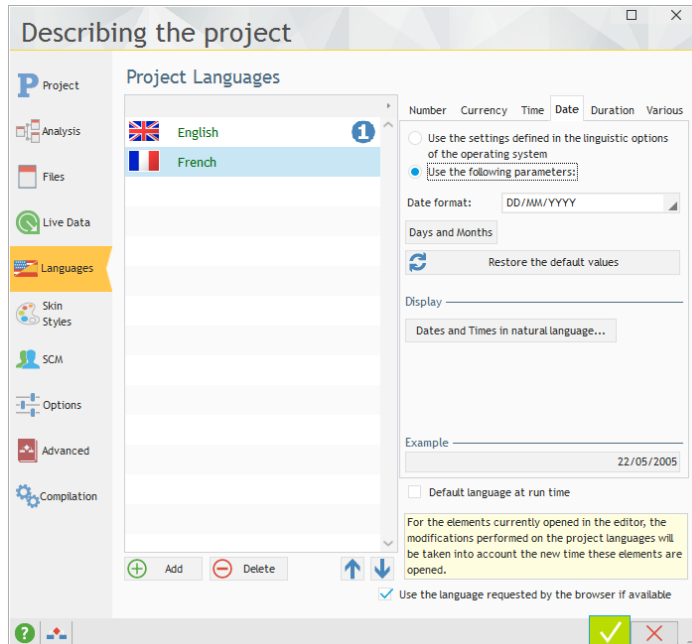 Describing the project
Project
Analysis
Files
Live Data
Languages
Skin
Styles
SCM
Options
Advanced
Compilation
Project Languages
English
1
French
Add
Delete
Number Currency Time Date Duration Various
Use the settings defined in the linguistic options
of the operating system
Use the following parameters:
Date format: DD/MM/YYYY
Days and Months
Restore the default values
Display
Dates and Times in natural language...
Example
22/05/2005
Default language at run time
For the elements currently opened in the editor, the
modifications performed on the project languages will
be taken into account the new time these elements are
opened.
Use the language requested by the browser if available